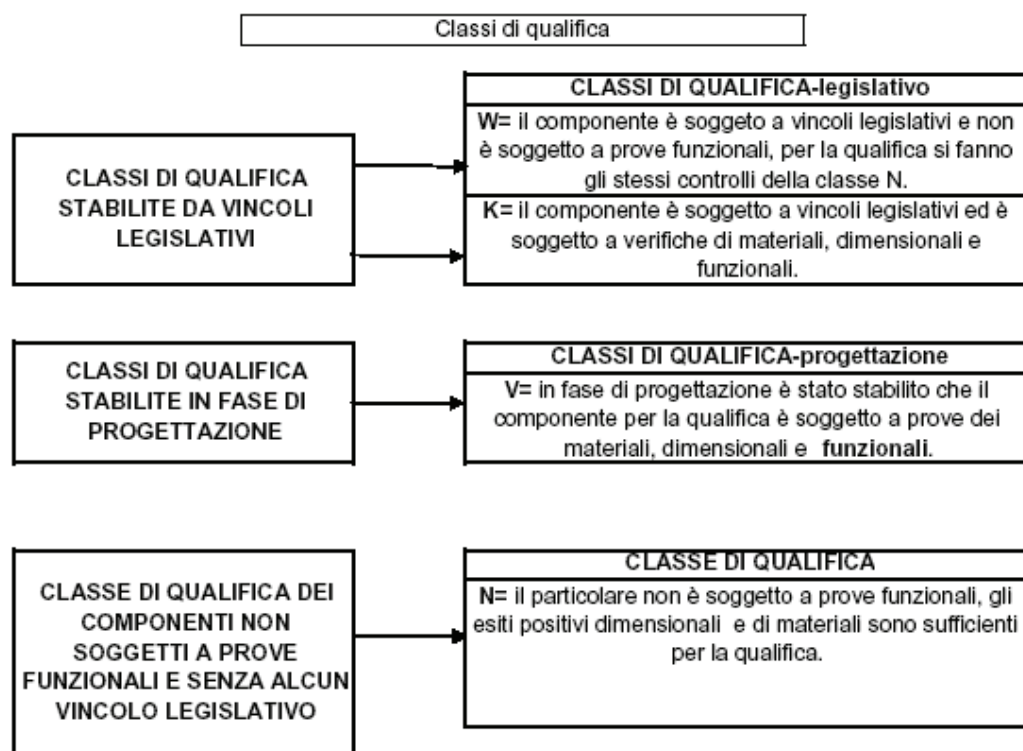 Classi di qualifica
CLASSI DI QUALIFICA
STABILITE DA VINCOLI
LEGISLATIVI
CLASSI DI QUALIFICA-legislativo
W= il componente è soggeto a vincoli legislativi e non
è soggetto a prove funzionali, per la qualifica si fanno
gli stessi controlli della classe N.
K= il componente è soggetto a vincoli legislativi ed è
soggetto a verifiche di materiali, dimensionali e
funzionali.
CLASSI DI QUALIFICA
STABILITE IN FASE DI
PROGETTAZIONE
CLASSI DI QUALIFICA-progettazione
V= in fase di progettazione è stato stabilito che il
componente per la qualifica è soggetto a prove dei
materiali, dimensionali e funzionali.
CLASSE DI QUALIFICA DEI
COMPONENTI NON
SOGGETTI A PROVE
FUNZIONALI E SENZA ALCUN
VINCOLO LEGISLATIVO
CLASSE DI QUALIFICA
N= il particolare non è soggetto a prove funzionali, gli
esiti positivi dimensionali e di materiali sono sufficienti
per la qualifica.